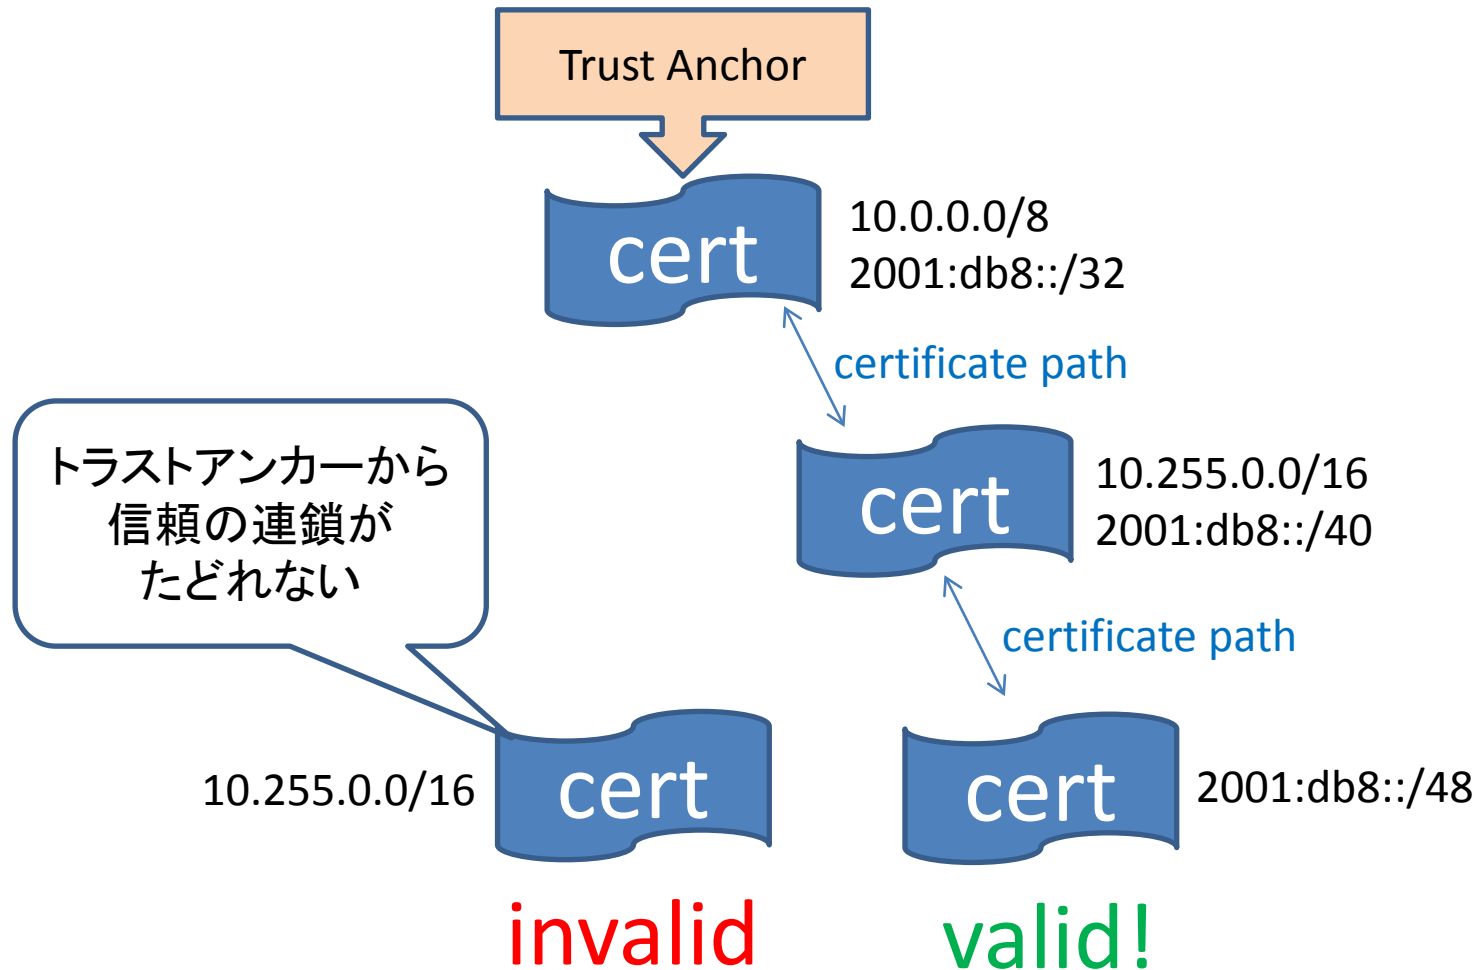 Trust Anchor
cert
10.0.0.0/8
2001:db8::/32
certificate path
トラストアンカーから
信頼の連鎖が
たどれない
cert
10.255.0.0/16
2001:db8::/40
certificate path
10.255.0.0/16
cert
cert
2001:db8::/48
invalid
valid!